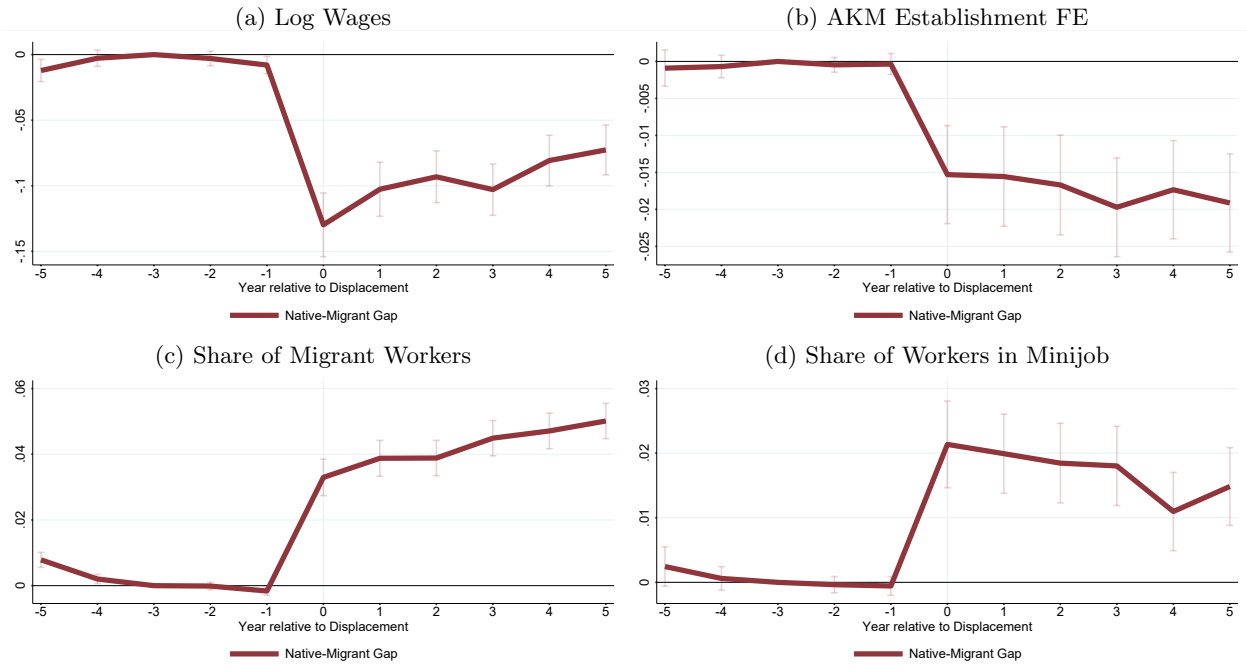 (a) Log Wages
0
-.05
-.1
-.15
-5 -4 -3 -2 -1 0 1 2 3 4 5
Year relative to Displacement
Native-Migrant Gap
(b) AKM Establishment FE
0
-.005
-.01
-.015
-.02
-.025
-5 -4 -3 -2 -1 0 1 2 3 4 5
Year relative to Displacement
Native-Migrant Gap
(c) Share of Migrant Workers
.06
.04
.02
0
-5 -4 -3 -2 -1 0 1 2 3 4 5
Year relative to Displacement
Native-Migrant Gap
(d) Share of Workers in Minijob
.03
.02
.01
0
-5 -4 -3 -2 -1 0 1 2 3 4 5
Year relative to Displacement
Native-Migrant Gap